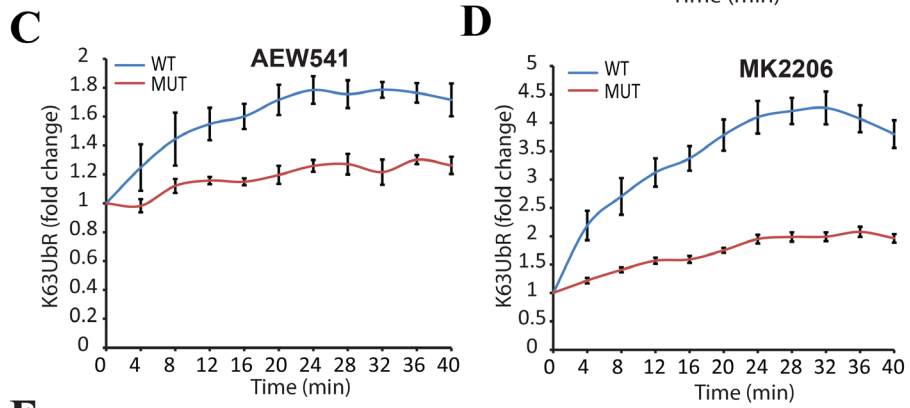 Time (min)
C
AEW541
WT
MUT
2
1.8
1.6
1.4
1.2
1
0.8
0.6
0.4
0.2
0
K63UbR (fold change)
0 4 8 12 16 20 24 28 32 36 40
Time (min)
D
MK2206
WT
MUT
5
4.5
4
3.5
3
2.5
2
1.5
1
0.5
0
K63UbR (fold change)
0 4 8 12 16 20 24 28 32 36 40
Time (min)